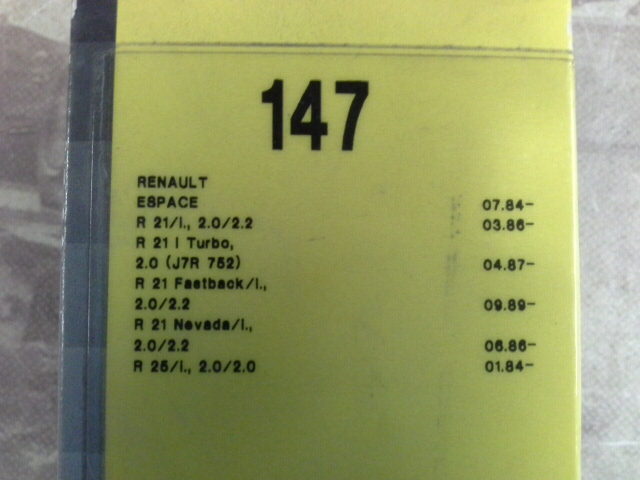 147
RENAULT
ESPACE 07.84-
R 21/i., 2.0/2.2 03.86-
R 21 i Turbo,
2.0 (J7R 752) 04.87-
R 21 Fastback/i.,
2.0/2.2 09.89-
R 21 Nevada/i.,
2.0/2.2 06.86-
R 25/i., 2.0/2.0 01.84-